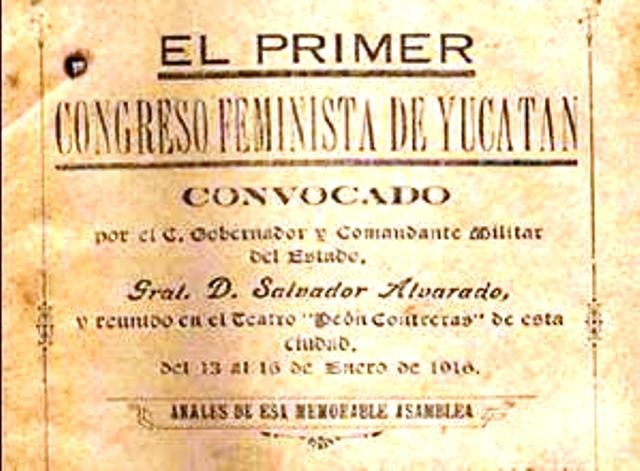 EL PRIMER
CONGRESO FEMINISTA DE YUCATAN
CONVOCADO
por el C. Gobernador y Comandante Militar
del Estado,
Gral. D. Salvador Alvarado,
y reunido en el Teatro "Peón Contreras" de esta
ciudad,
del 13 al 16 de Enero de 1916.
ANALES DE ESA MEMORABLE ASAMBLEA